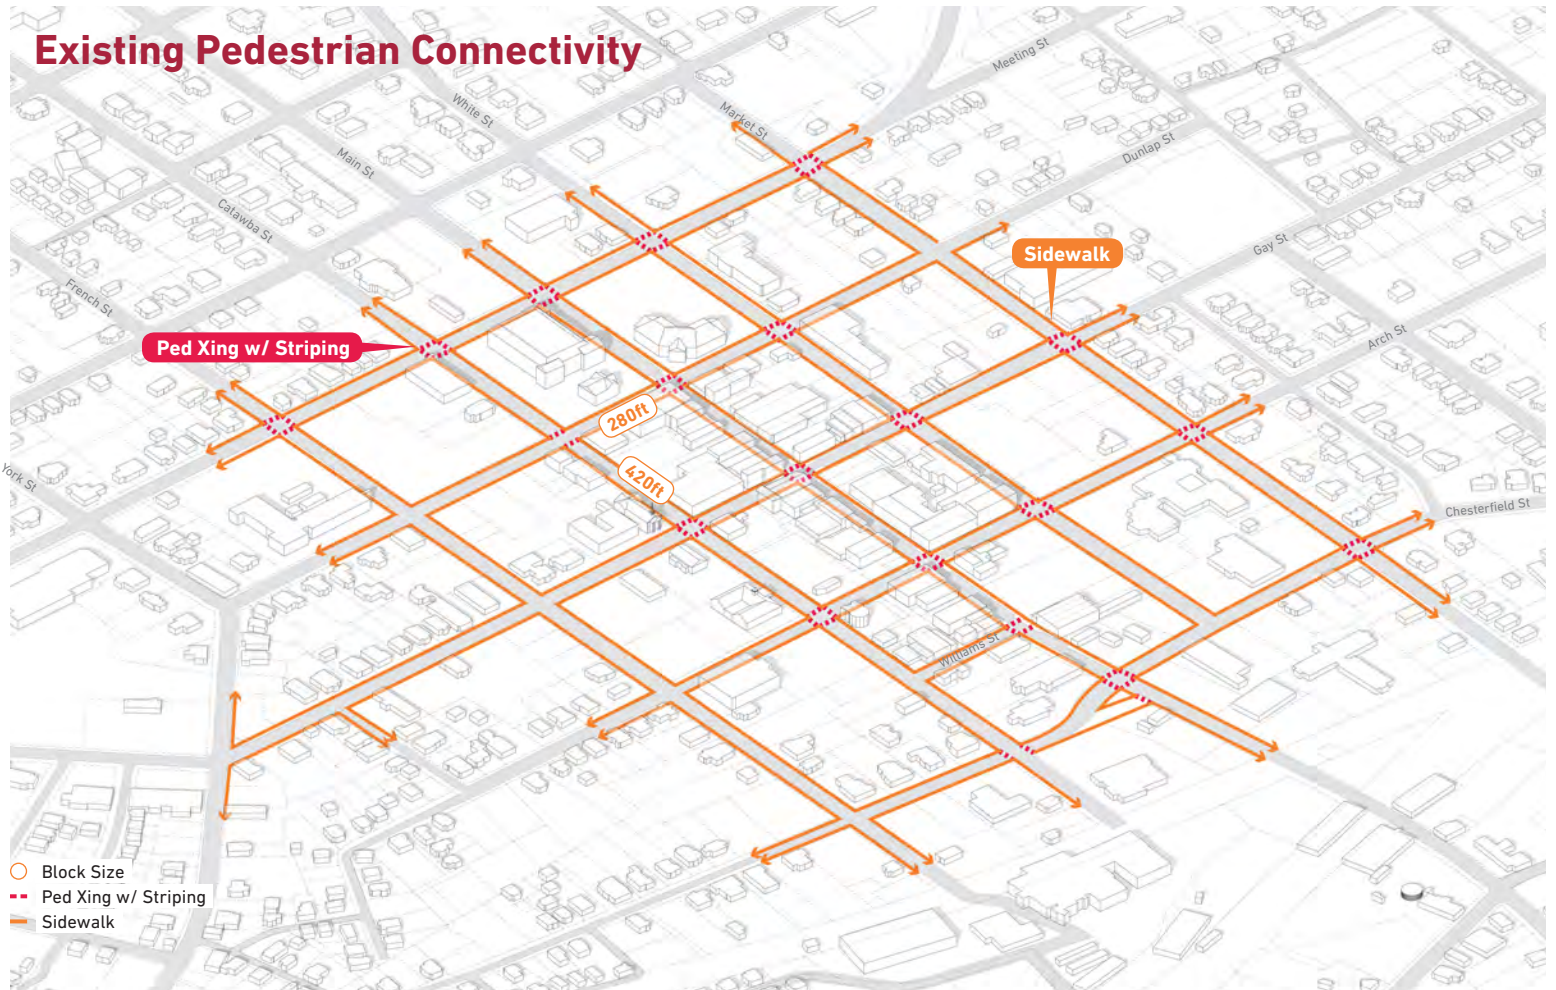 Existing Pedestrian Connectivity
Meeting St
White St
Market St
Main St
Dunlap St
Catawba St
Gay St
Sidewalk
French St
Arch St
Ped Xing w/ Striping
280ft
420ft
York St
Chesterfield St
Williams St
Block Size
Ped Xing w/ Striping
Sidewalk